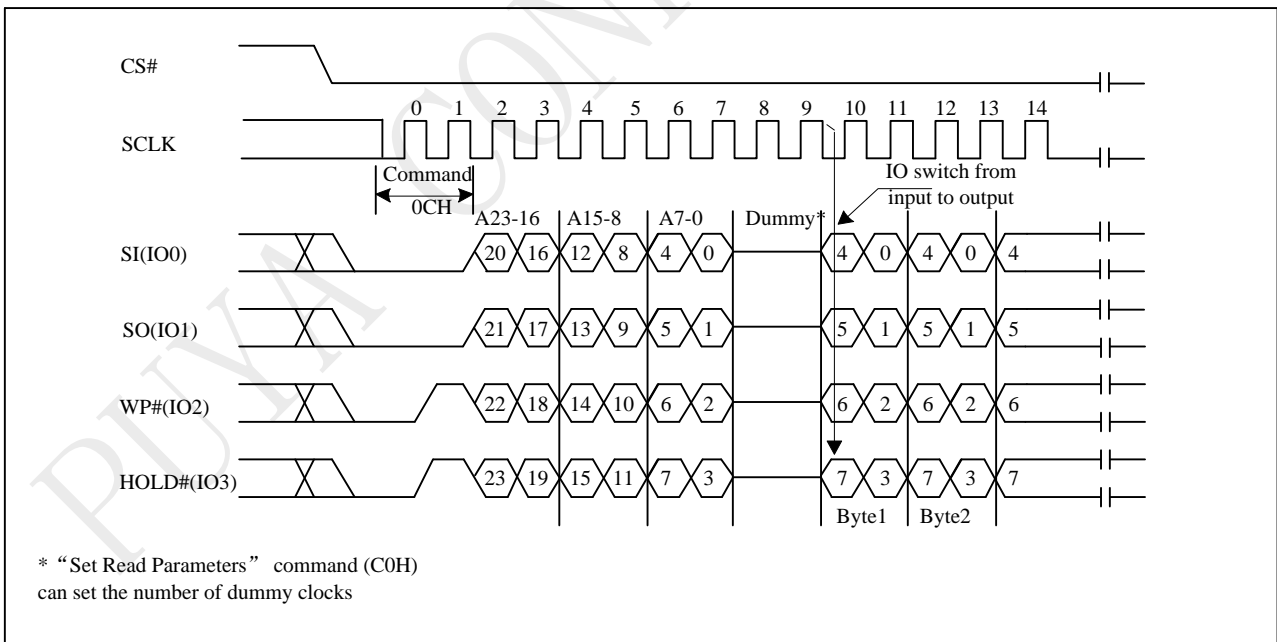 CS#
0 1 2 3 4 5 6 7 8 9 10 11 12 13 14
SCLK
Command
0CH
IO switch from
input to output
A23-16 A15-8 A7-0 Dummy*
SI(IO0) 20 16 12 8 4 0 4 0 4 0 4
SO(IO1) 21 17 13 9 5 1 5 1 5 1 5
WP#(IO2) 22 18 14 10 6 2 6 2 6 2 6
HOLD#(IO3) 23 19 15 11 7 3 7 3 7 3 7
Byte1 Byte2
* “Set Read Parameters” command (C0H)
can set the number of dummy clocks
PUYA